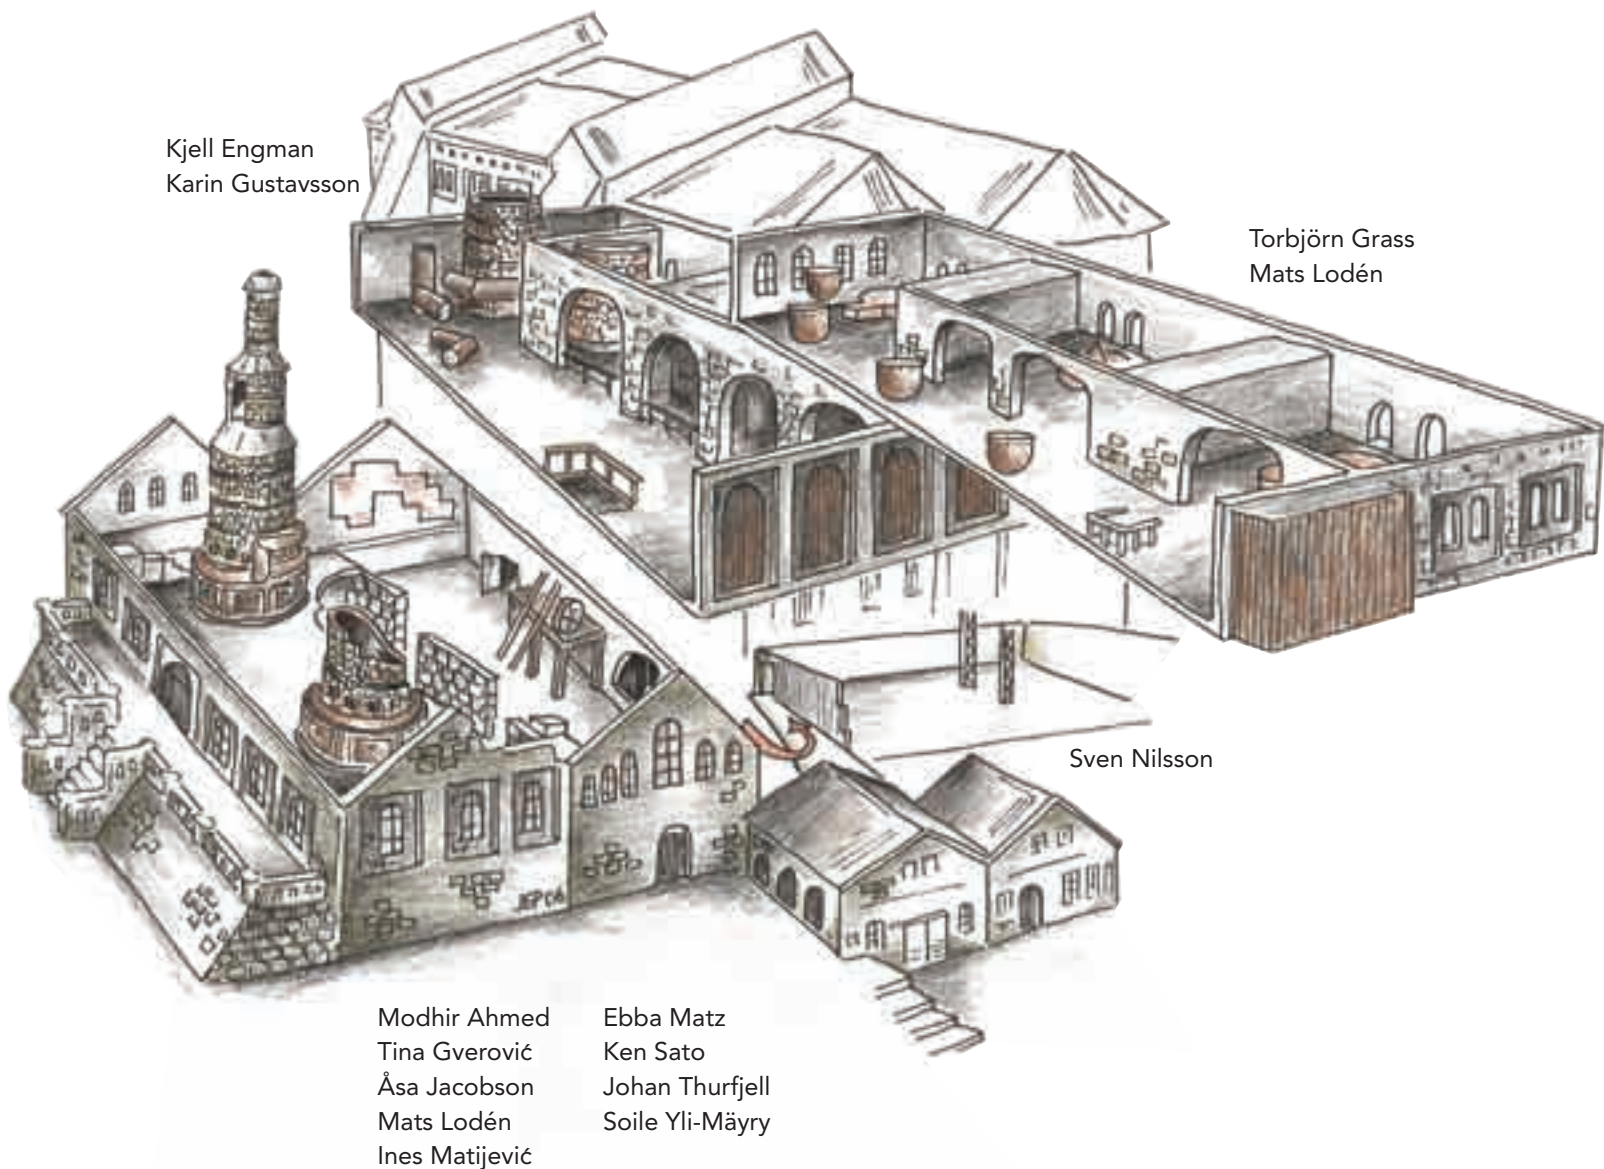 Kjell Engman
Karin Gustavsson
Torbjörn Grass
Mats Lodén
Sven Nilsson
Modhir Ahmed
Tina Gverović
Åsa Jacobson
Mats Lodén
Ines Matijević
Ebba Matz
Ken Sato
Johan Thurfjell
Soile Yli-Mäyry